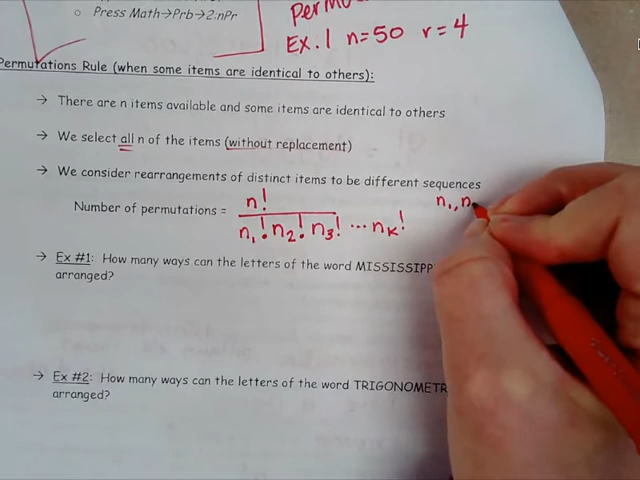 ○ Press Math→Prb→2:nPr
Ex. 1 n=50 r=4
Permutations Rule (when some items are identical to others):
→ There are n items available and some items are identical to others
→ We select all n of the items (without replacement)
→ We consider rearrangements of distinct items to be different sequences
Number of permutations = n! / n₁! n₂! n₃! ⋯ nₖ!
n₁, n
→ Ex #1: How many ways can the letters of the word MISSISSIPP
arranged?
→ Ex #2: How many ways can the letters of the word TRIGONOMETR
arranged?